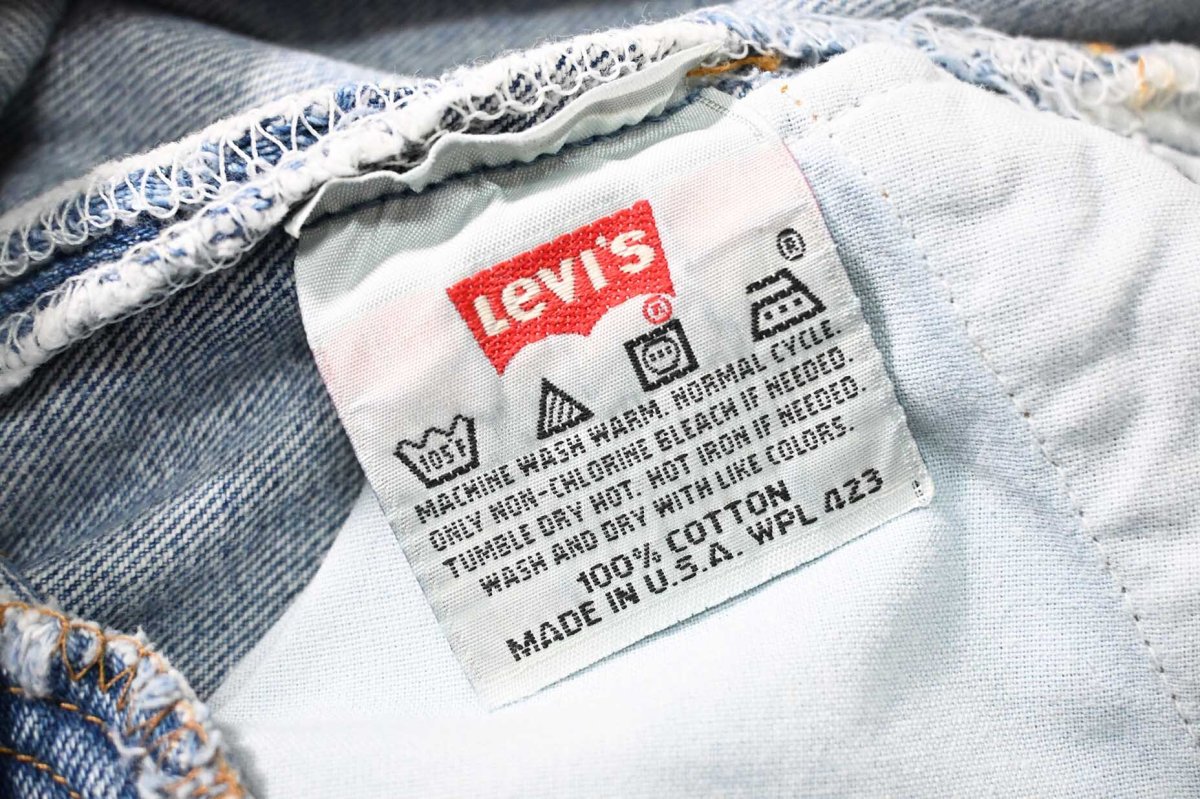 Levi's
®
®
105°
MACHINE WASH WARM. NORMAL CYCLE.
ONLY NON-CHLORINE BLEACH IF NEEDED.
TUMBLE DRY HOT. HOT IRON IF NEEDED.
WASH AND DRY WITH LIKE COLORS.
100% COTTON
MADE IN U.S.A. WPL 423